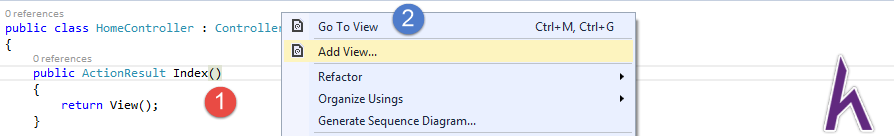 0 references
public class HomeController : Controller
{
0 references
public ActionResult Index()
{
return View();
}
1
2
Go To View Ctrl+M, Ctrl+G
Add View...
Refactor
Organize Usings
Generate Sequence Diagram...
h